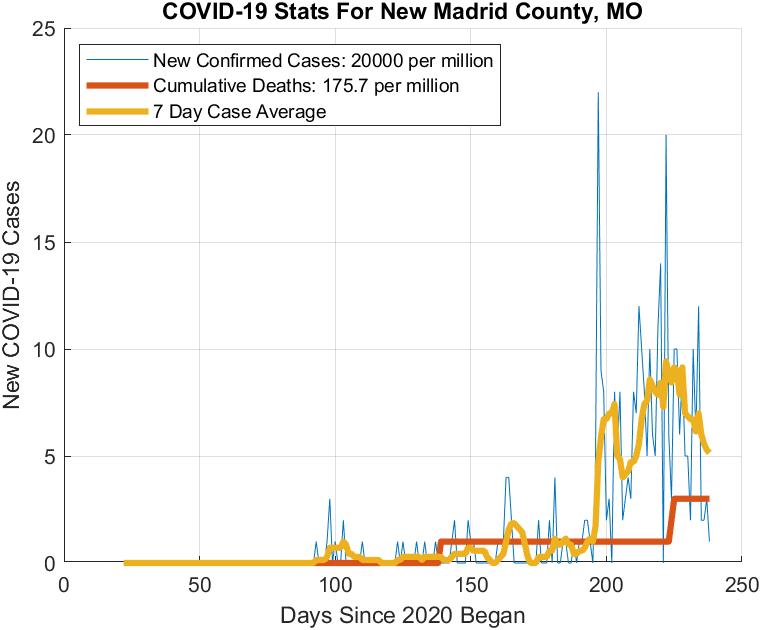 COVID-19 Stats For New Madrid County, MO
New Confirmed Cases: 20000 per million
Cumulative Deaths: 175.7 per million
7 Day Case Average
New COVID-19 Cases
25
20
15
10
5
0
0 50 100 150 200 250
Days Since 2020 Began